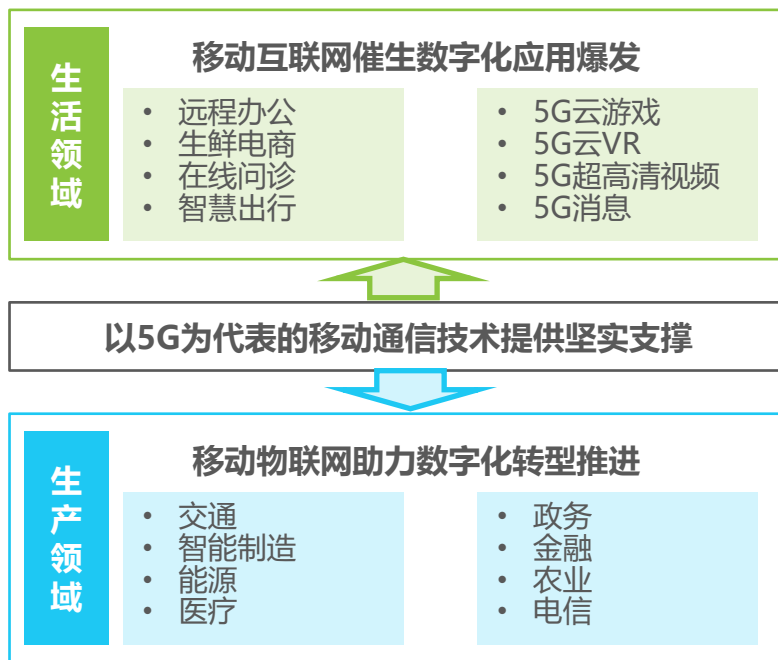 生活领域
移动互联网催生数字化应用爆发
• 远程办公
• 生鲜电商
• 在线问诊
• 智慧出行
• 5G云游戏
• 5G云VR
• 5G超高清视频
• 5G消息
以5G为代表的移动通信技术提供坚实支撑
生产领域
移动物联网助力数字化转型推进
• 交通
• 智能制造
• 能源
• 医疗
• 政务
• 金融
• 农业
• 电信